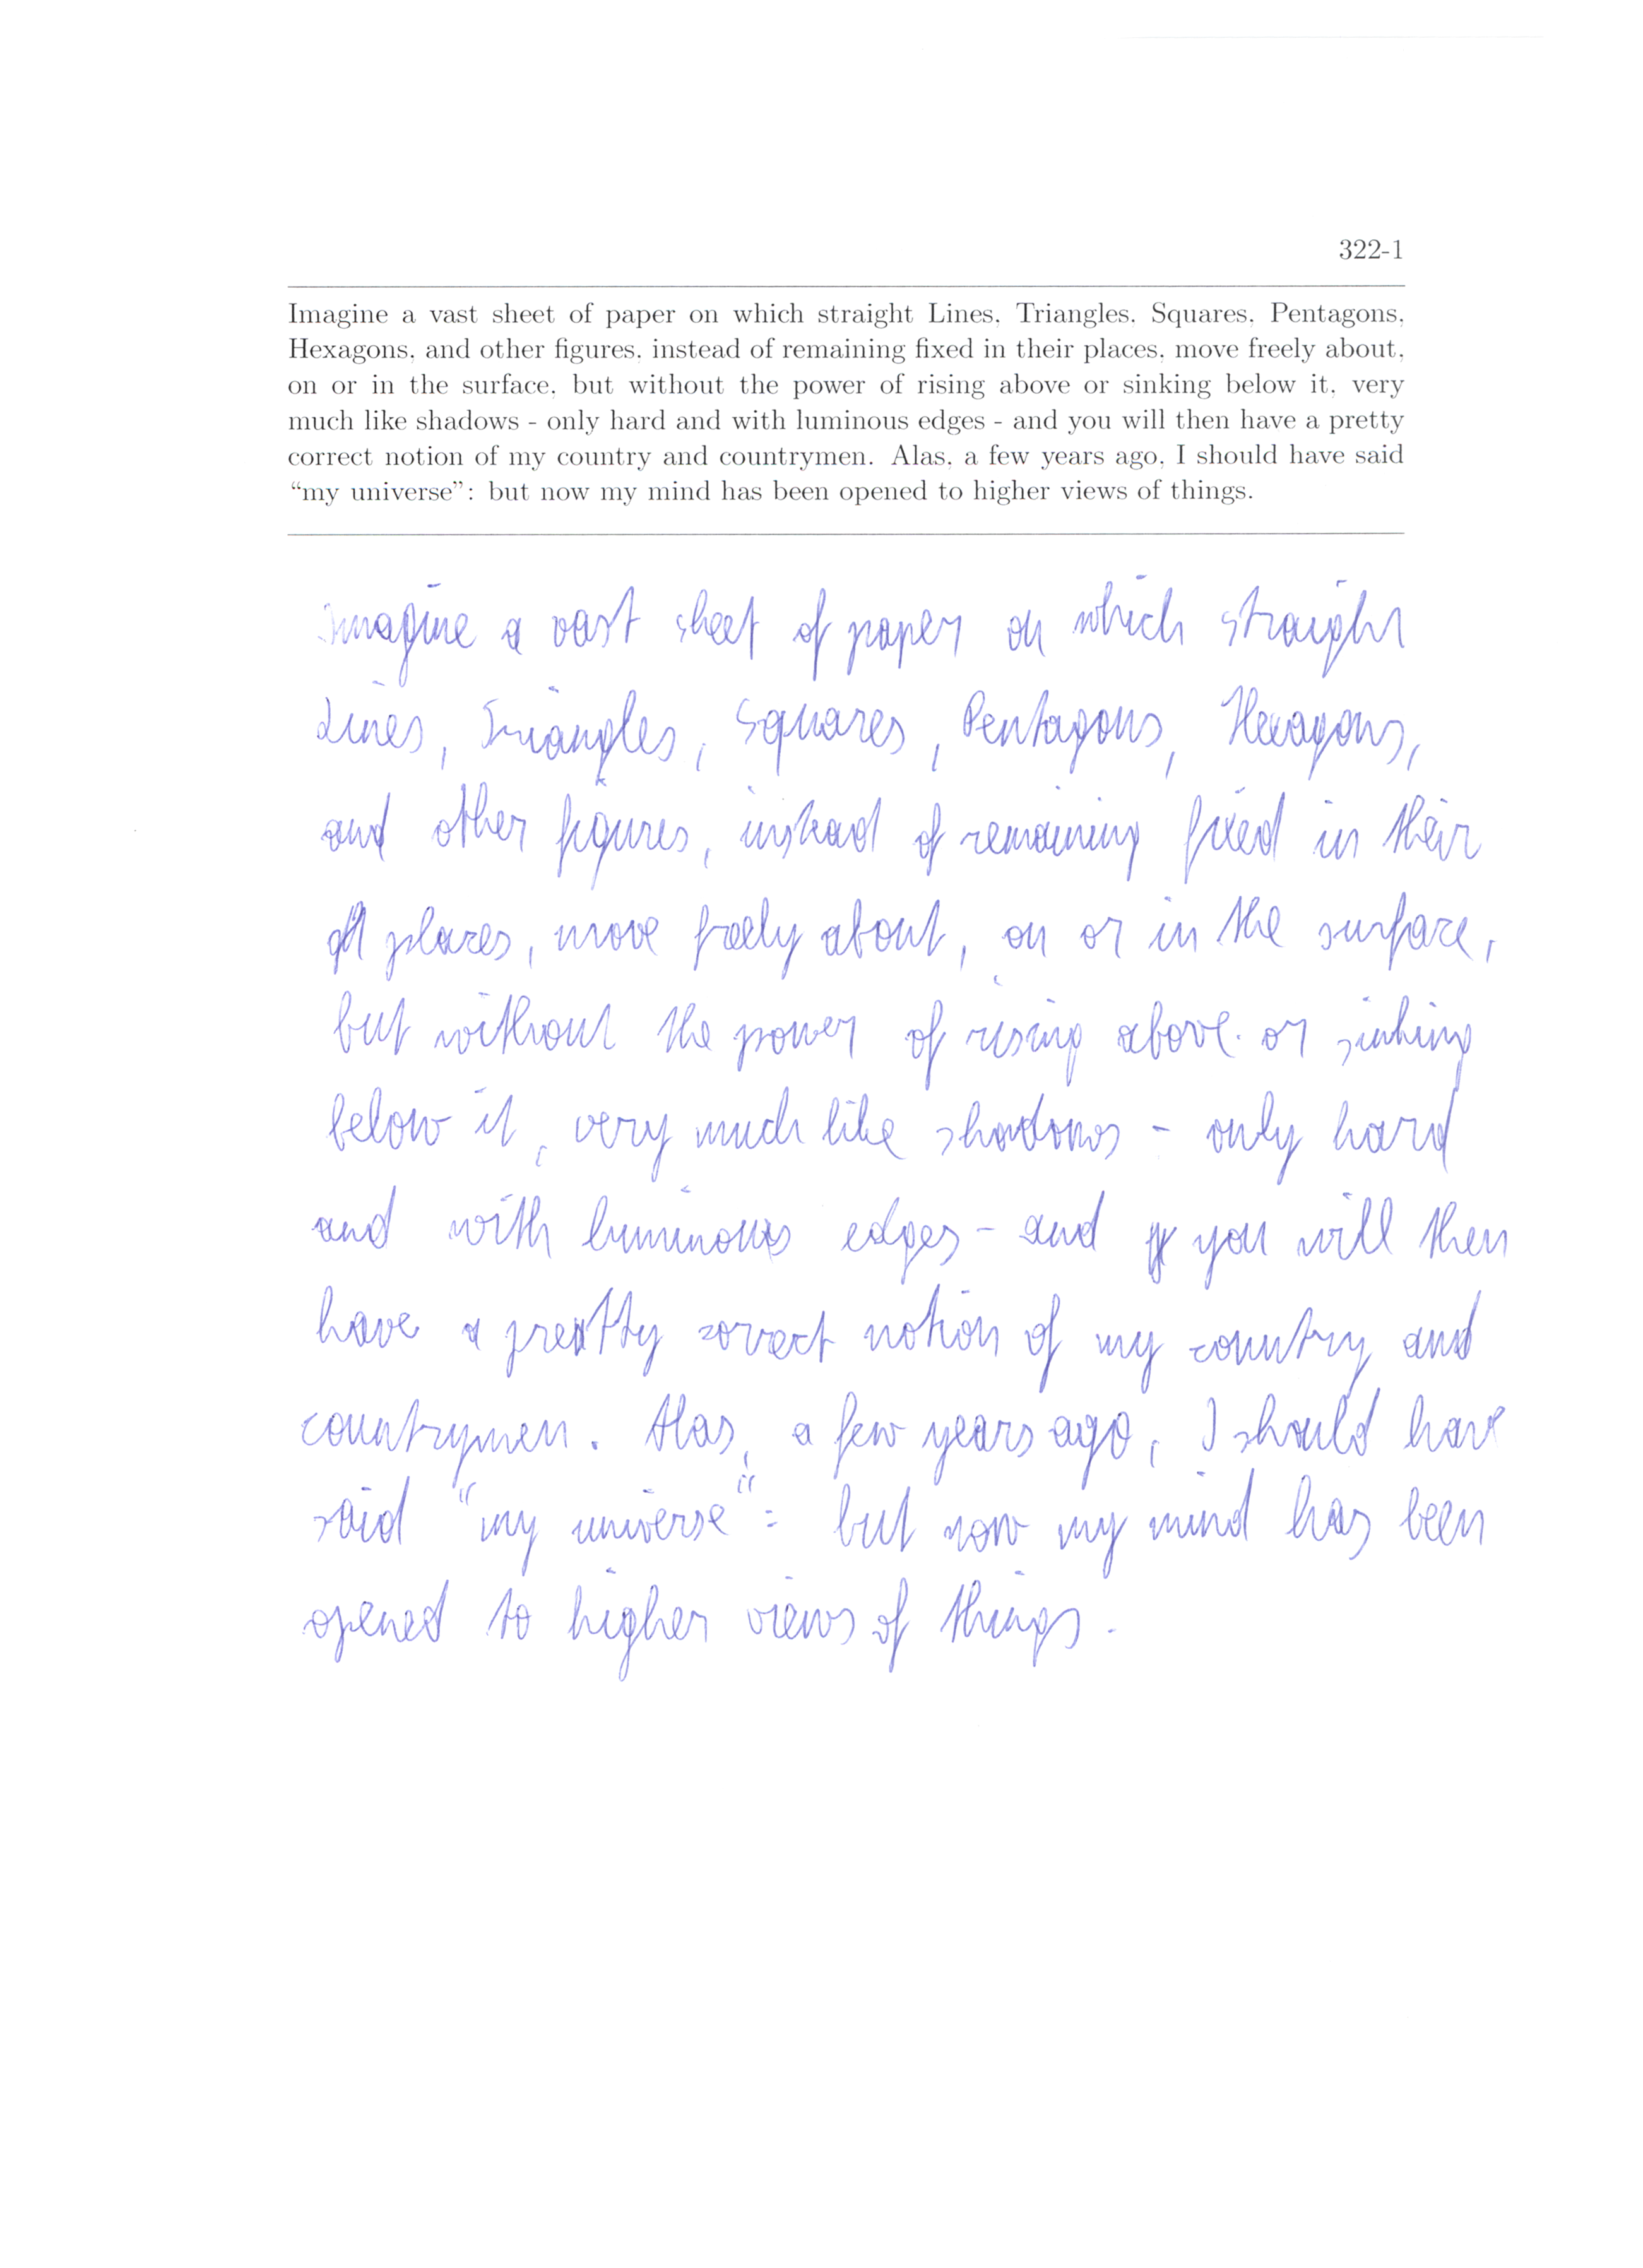 322-1
Imagine a vast sheet of paper on which straight Lines, Triangles, Squares, Pentagons,
Hexagons, and other figures, instead of remaining fixed in their places, move freely about,
on or in the surface, but without the power of rising above or sinking below it, very
much like shadows - only hard and with luminous edges - and you will then have a pretty
correct notion of my country and countrymen. Alas, a few years ago, I should have said
“my universe”: but now my mind has been opened to higher views of things.
Imagine a vast sheet of paper on which straight
Lines, Triangles, Squares, Pentagons, Hexagons,
and other figures, instead of remaining fixed in their
places, move freely about, on or in the surface,
but without the power of rising above or sinking
below it, very much like shadows - only hard
and with luminous edges - and you will then
have a pretty correct notion of my country and
countrymen. Alas, a few years ago, I should have
said "my universe": but now my mind has been
opened to higher views of things.